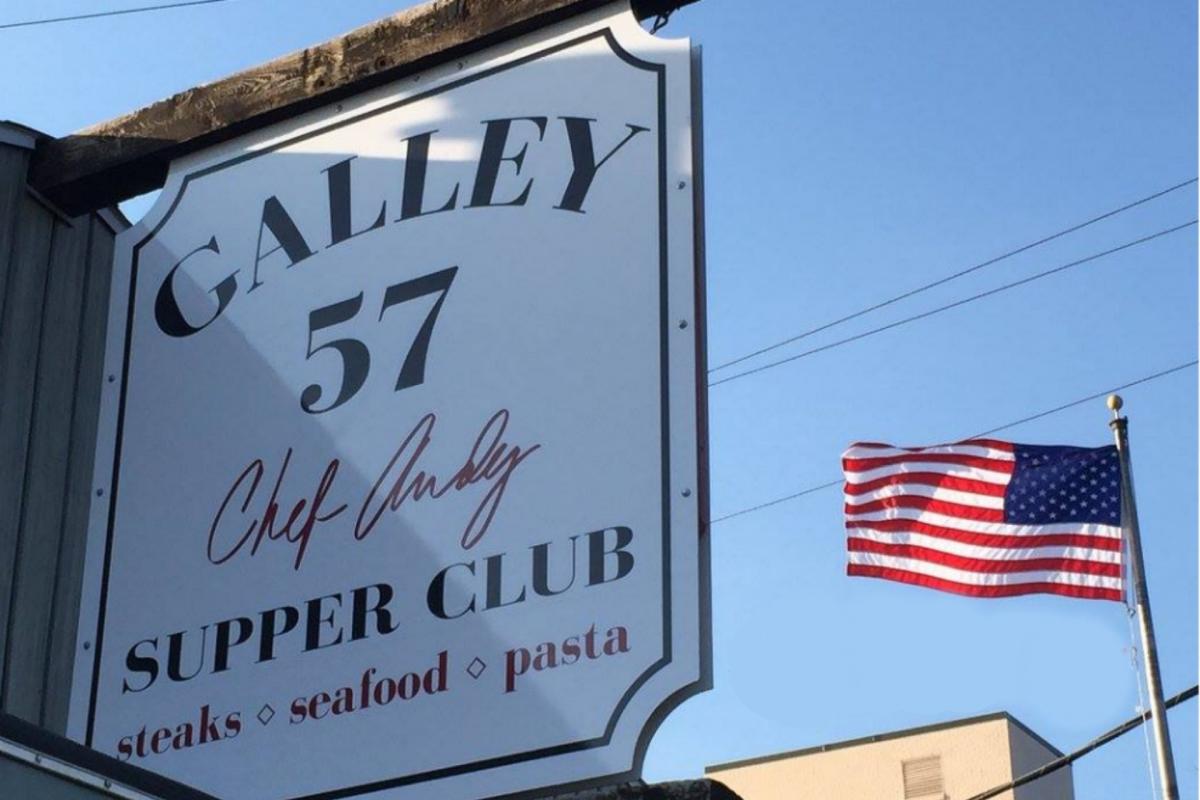 GALLEY
57
Chef Andy
SUPPER CLUB
steaks ◇ seafood ◇ pasta